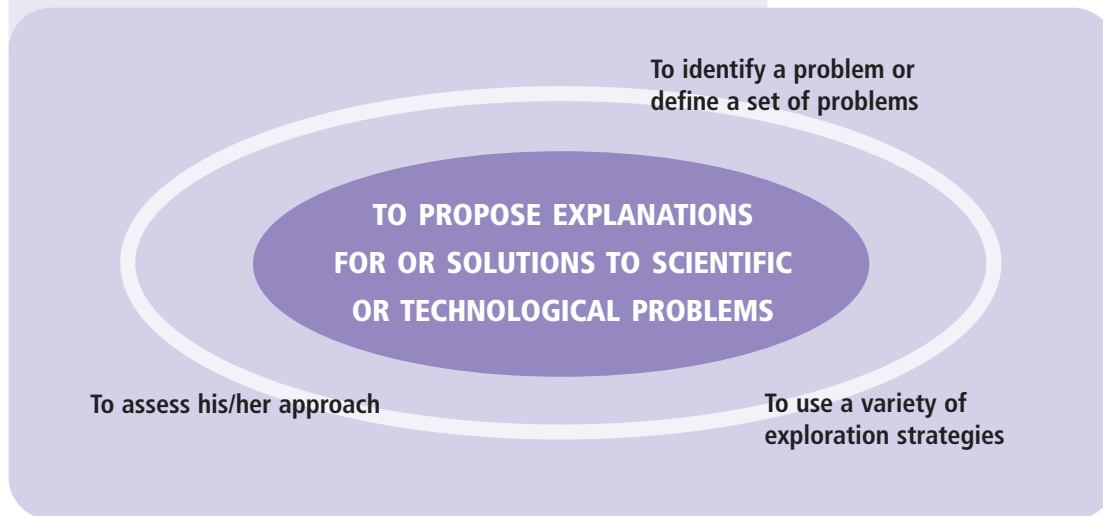 To identify a problem or
define a set of problems
TO PROPOSE EXPLANATIONS
FOR OR SOLUTIONS TO SCIENTIFIC
OR TECHNOLOGICAL PROBLEMS
To assess his/her approach
To use a variety of
exploration strategies